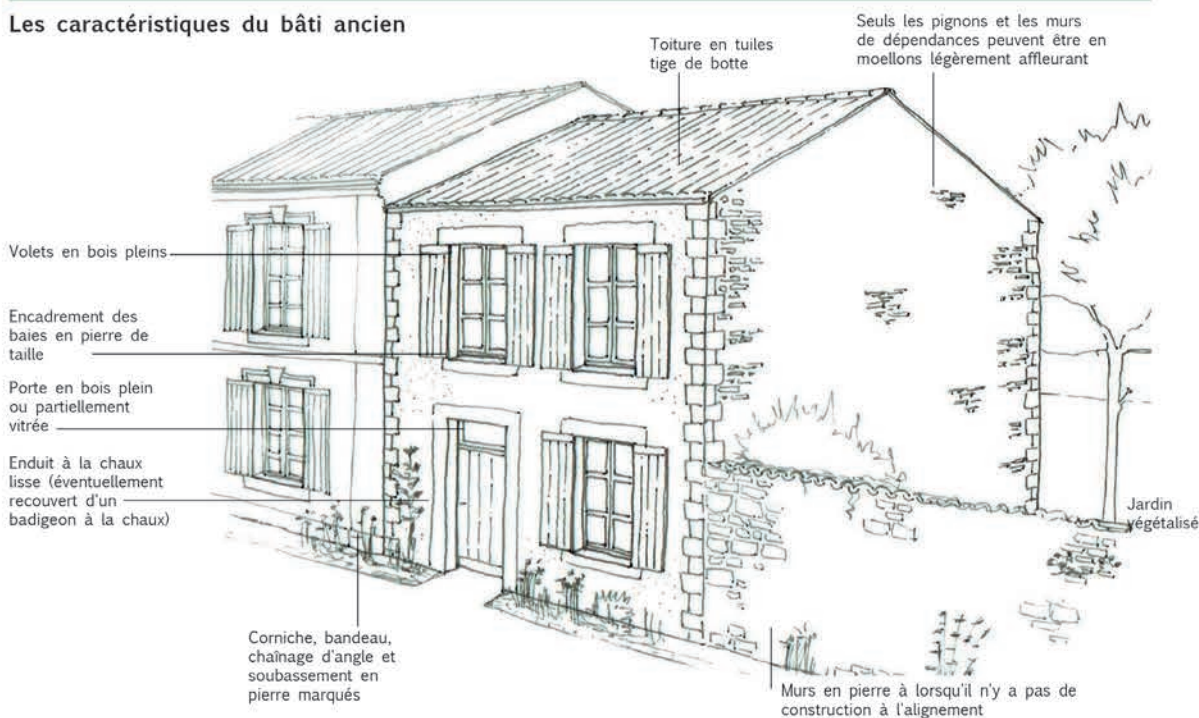 Les caractéristiques du bâti ancien
Toiture en tuiles
tige de botte
Seuls les pignons et les murs
de dépendances peuvent être en
moellons légèrement affleurant
Volets en bois pleins
Encadrement des
baies en pierre de
taille
Porte en bois plein
ou partiellement
vitrée
Enduit à la chaux
lisse (éventuellement
recouvert d'un
badigeon à la chaux)
Jardin
végétalisé
Corniche, bandeau,
chaînage d'angle et
soubassement en
pierre marqués
Murs en pierre à lorsqu'il n'y a pas de
construction à l'alignement